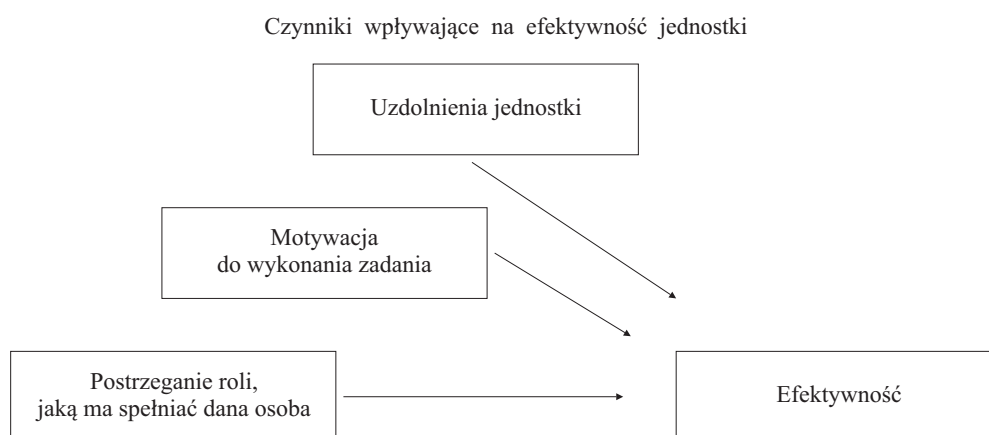 Czynniki wpływające na efektywność jednostki
Uzdolnienia jednostki
Motywacja
do wykonania zadania
Postrzeganie roli,
jaką ma spełniać dana osoba
Efektywność